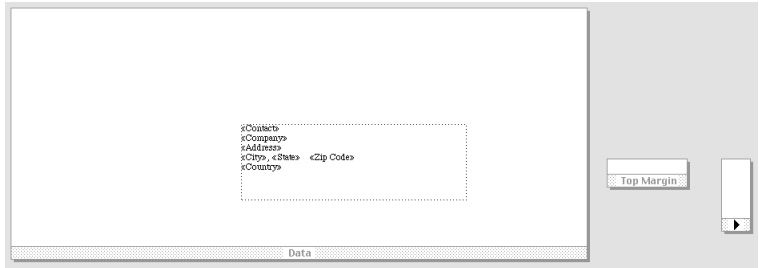 «Contact»
«Company»
«Address»
«City», «State» «Zip Code»
«Country»
Top Margin
Data